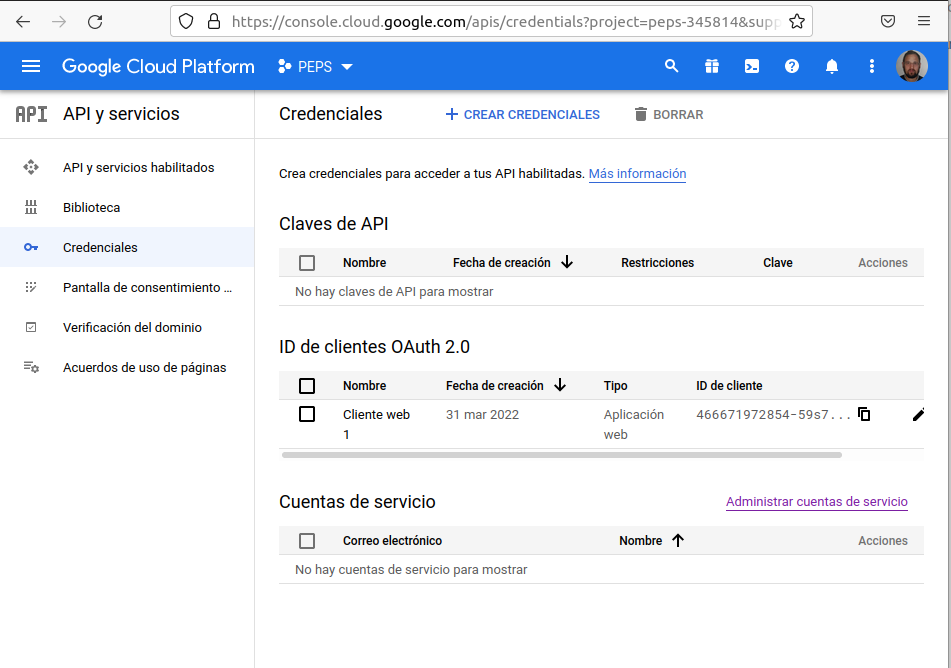 https://console.cloud.google.com/apis/credentials?project=peps-345814&sup
Google Cloud Platform
PEPS
API
API y servicios
Credenciales
CREAR CREDENCIALES
BORRAR
API y servicios habilitados
Biblioteca
Credenciales
Pantalla de consentimiento ...
Verificación del dominio
Acuerdos de uso de páginas
Crea credenciales para acceder a tus API habilitadas. Más información
Claves de API
Nombre Fecha de creación Restricciones Clave Acciones
No hay claves de API para mostrar
ID de clientes OAuth 2.0
Nombre Fecha de creación Tipo ID de cliente
Cliente web 31 mar 2022 Aplicación 466671972854-59s7...
1 web
Cuentas de servicio Administrar cuentas de servicio
Correo electrónico Nombre Acciones
No hay cuentas de servicio para mostrar